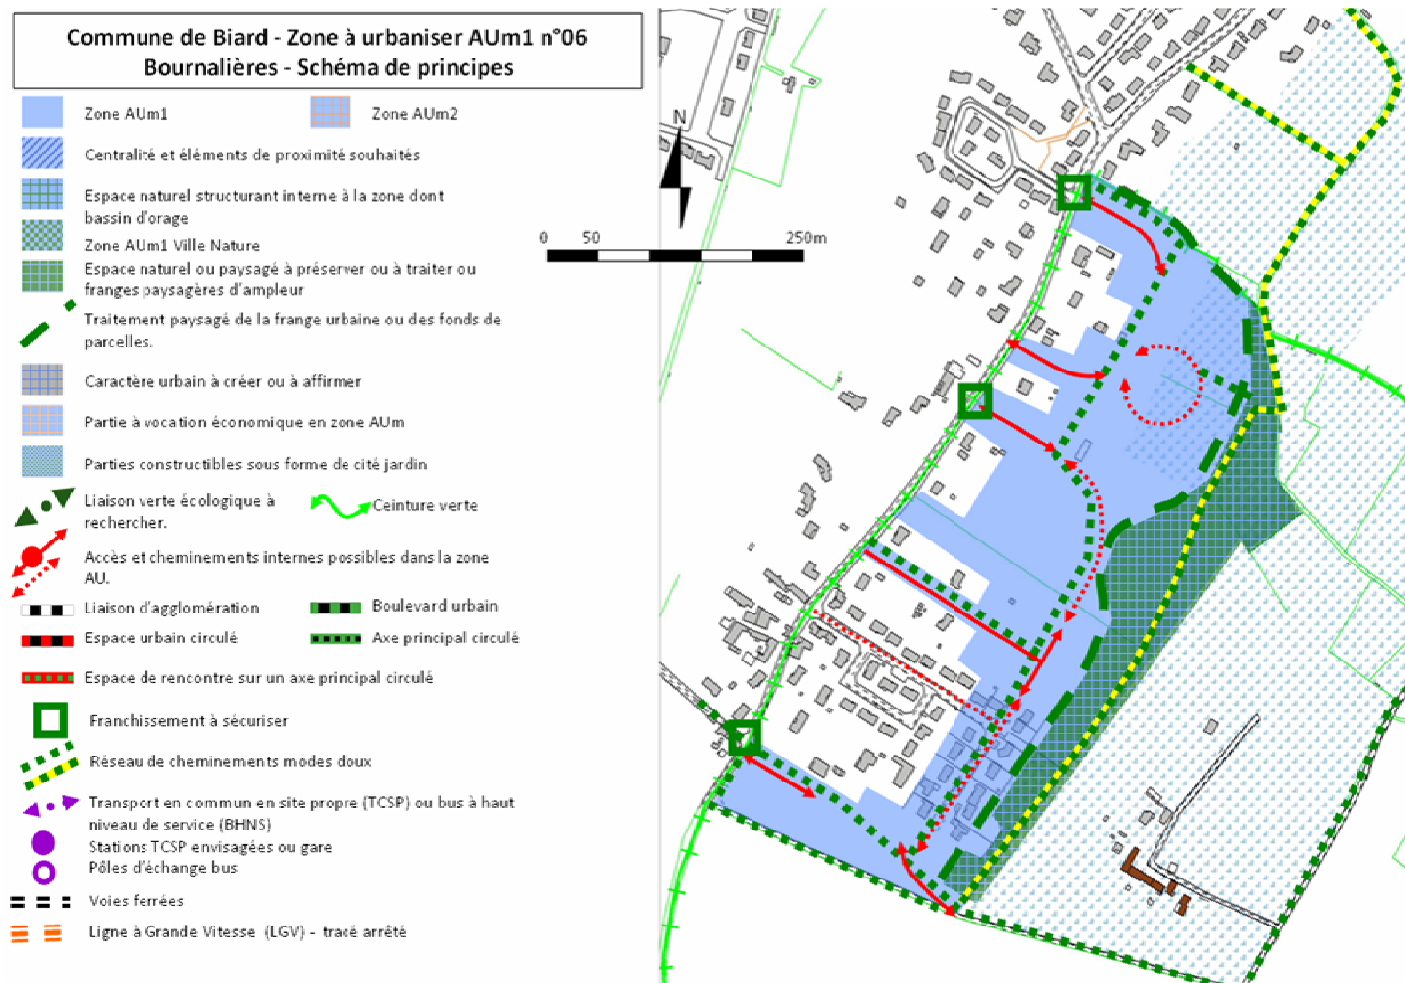 Commune de Biard - Zone à urbaniser AUm1 n°06
Bournalières - Schéma de principes
Zone AUm1
Zone AUm2
Centralité et éléments de proximité souhaités
Espace naturel structurant interne à la zone dont
bassin d'orage
Zone AUm1 Ville Nature
Espace naturel ou paysagé à préserver ou à traiter ou
franges paysagères d'ampleur
Traitement paysagé de la frange urbaine ou des fonds de
parcelles.
Caractère urbain à créer ou à affirmer
Partie à vocation économique en zone AUm
Parties constructibles sous forme de cité jardin
Liaison verte écologique à
rechercher.
Ceinture verte
Accès et cheminements internes possibles dans la zone
AU.
Liaison d'agglomération
Boulevard urbain
Espace urbain circulé
Axe principal circulé
Espace de rencontre sur un axe principal circulé
Franchissement à sécuriser
Réseau de cheminements modes doux
Transport en commun en site propre (TCSP) ou bus à haut
niveau de service (BHNS)
Stations TCSP envisagées ou gare
Pôles d'échange bus
Voies ferrées
Ligne à Grande Vitesse (LGV) - tracé arrêté
N
0 50 250m